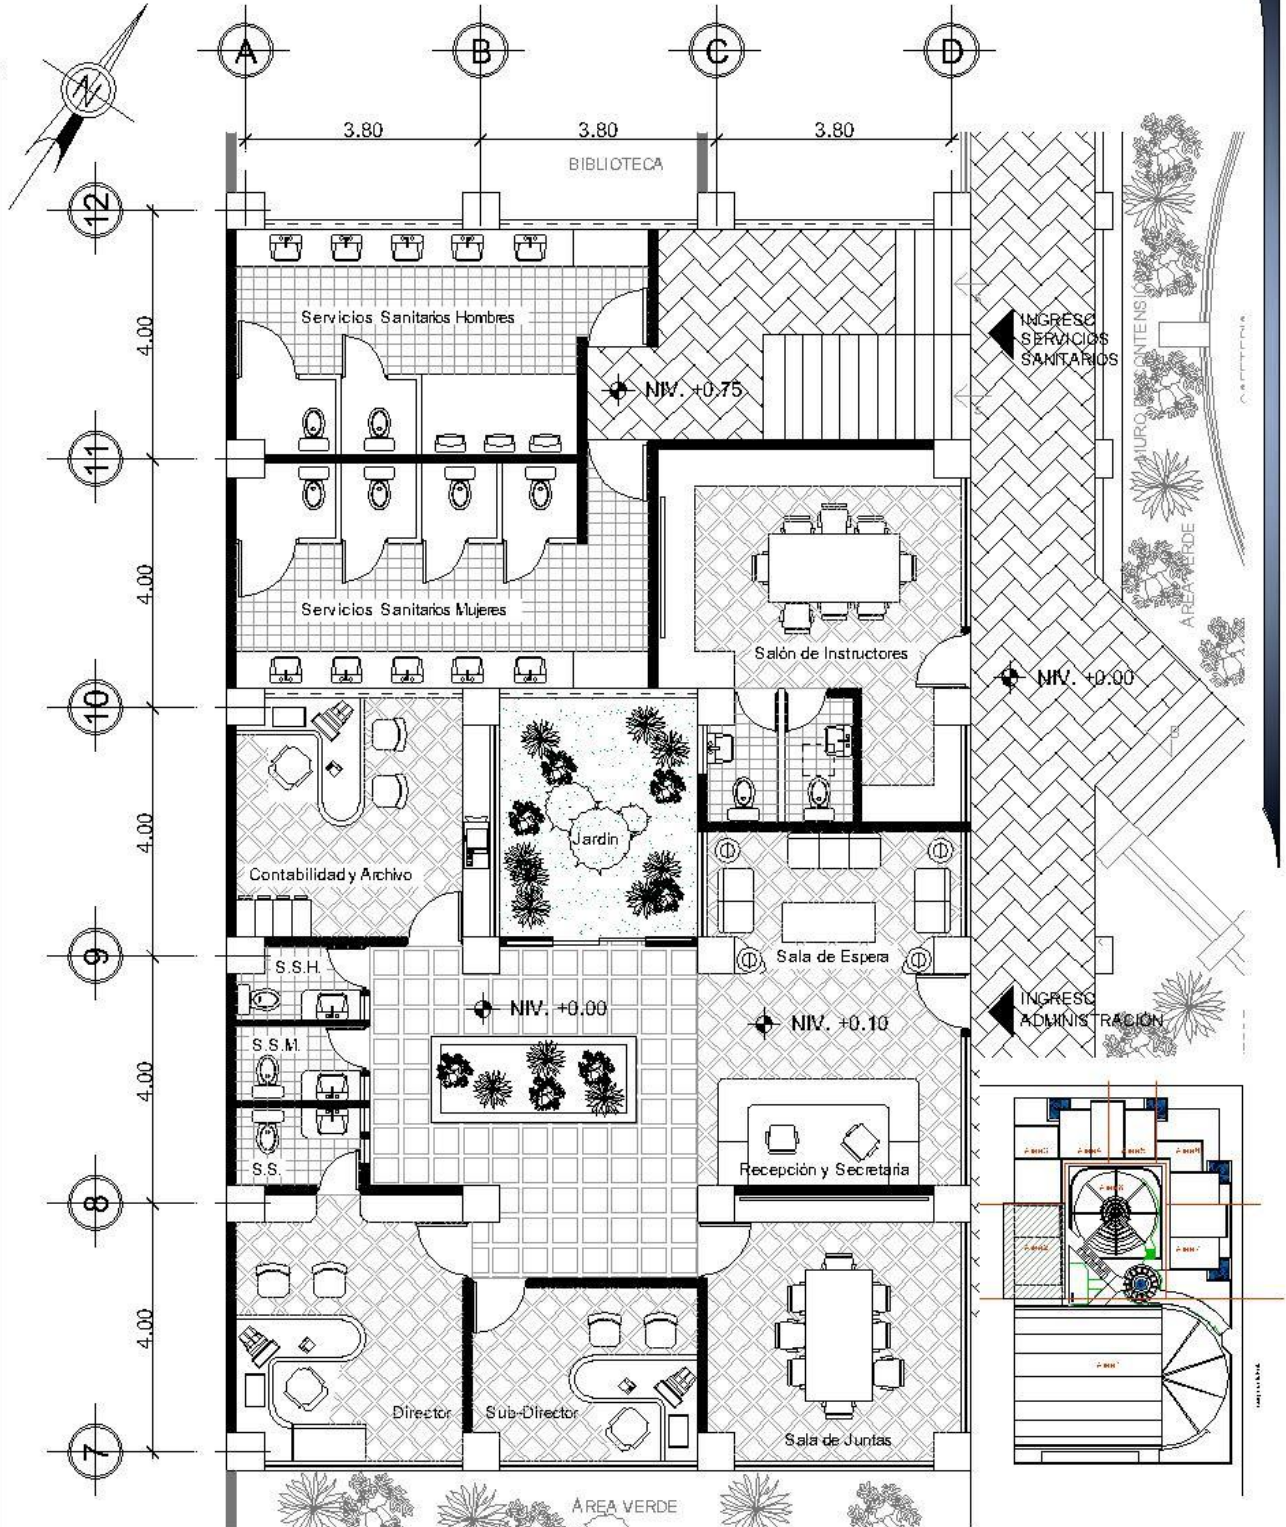 A
B
C
D
N
3.80
3.80
3.80
BIBLIOTECA
12
4.00
Servicios Sanitarios Hombres
INGRESO
SERVICIOS
SANITARIOS
NIV. +0.75
11
4.00
Servicios Sanitarios Mujeres
AREA VERDE
Salón de Instructores
NIV. +0.00
10
4.00
Jardín
Contabilidad y Archivo
9
S.S.H.
Sala de Espera
NIV. +0.00
NIV. +0.10
INGRESO
ADMINISTRACIÓN
S.S.M.
4.00
S.S.
Recepción y Secretaria
8
4.00
Director
Sub-Director
Sala de Juntas
7
ÁREA VERDE